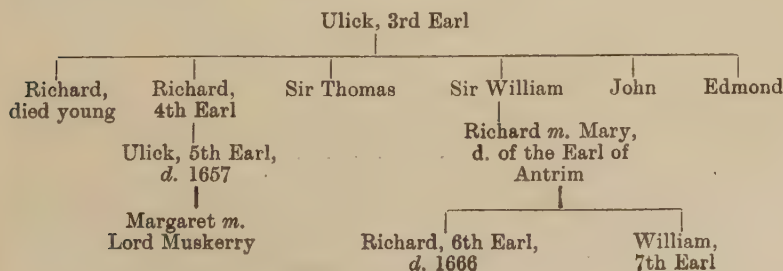 Ulick, 3rd Earl
Richard, died young
Richard, 4th Earl
Sir Thomas
Sir William
John
Edmond
Ulick, 5th Earl,
d. 1657
Margaret m.
Lord Muskerry
Richard m. Mary,
d. of the Earl of
Antrim
Richard, 6th Earl,
d. 1666
William,
7th Earl